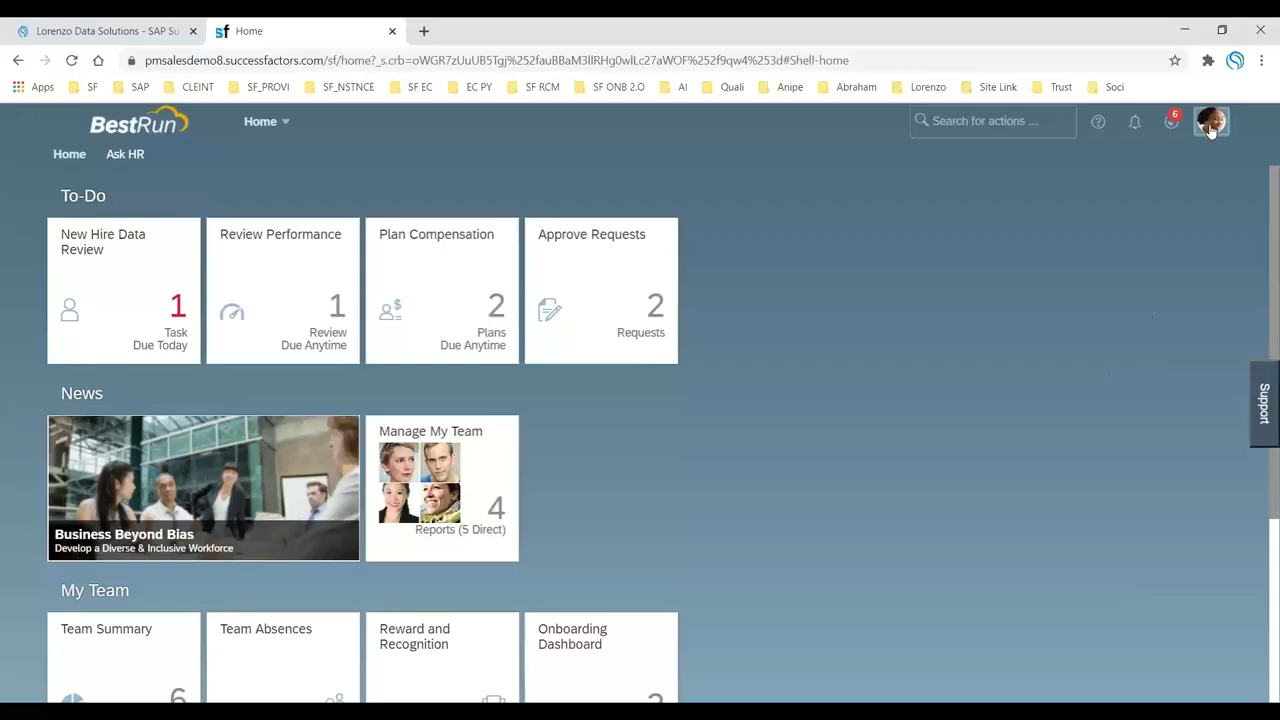 Lorenzo Data Solutions - SAP Su
sf Home
pmsalesdemo8.successfactors.com/sf/home?_s.crb=oWGR7zUuUB5Tgj%252fauBBaM3llRHg0wlLc27aWOF%252f9qw4%253d#Shell-home
Apps SF SAP CLEINT SF_PROVI SF_NSTNCE SF EC EC PY SF RCM SF ONB 2.O AI Quali Anipe Abraham Lorenzo Site Link Trust Soci
BestRun Home Search for actions ... 6
Home Ask HR
To-Do
New Hire Data
Review
1
Task
Due Today
Review Performance
1
Review
Due Anytime
Plan Compensation
2
Plans
Due Anytime
Approve Requests
2
Requests
Support
News
Business Beyond Bias
Develop a Diverse & Inclusive Workforce
Manage My Team
4
Reports (5 Direct)
My Team
Team Summary
6
Team Absences
Reward and
Recognition
Onboarding
Dashboard